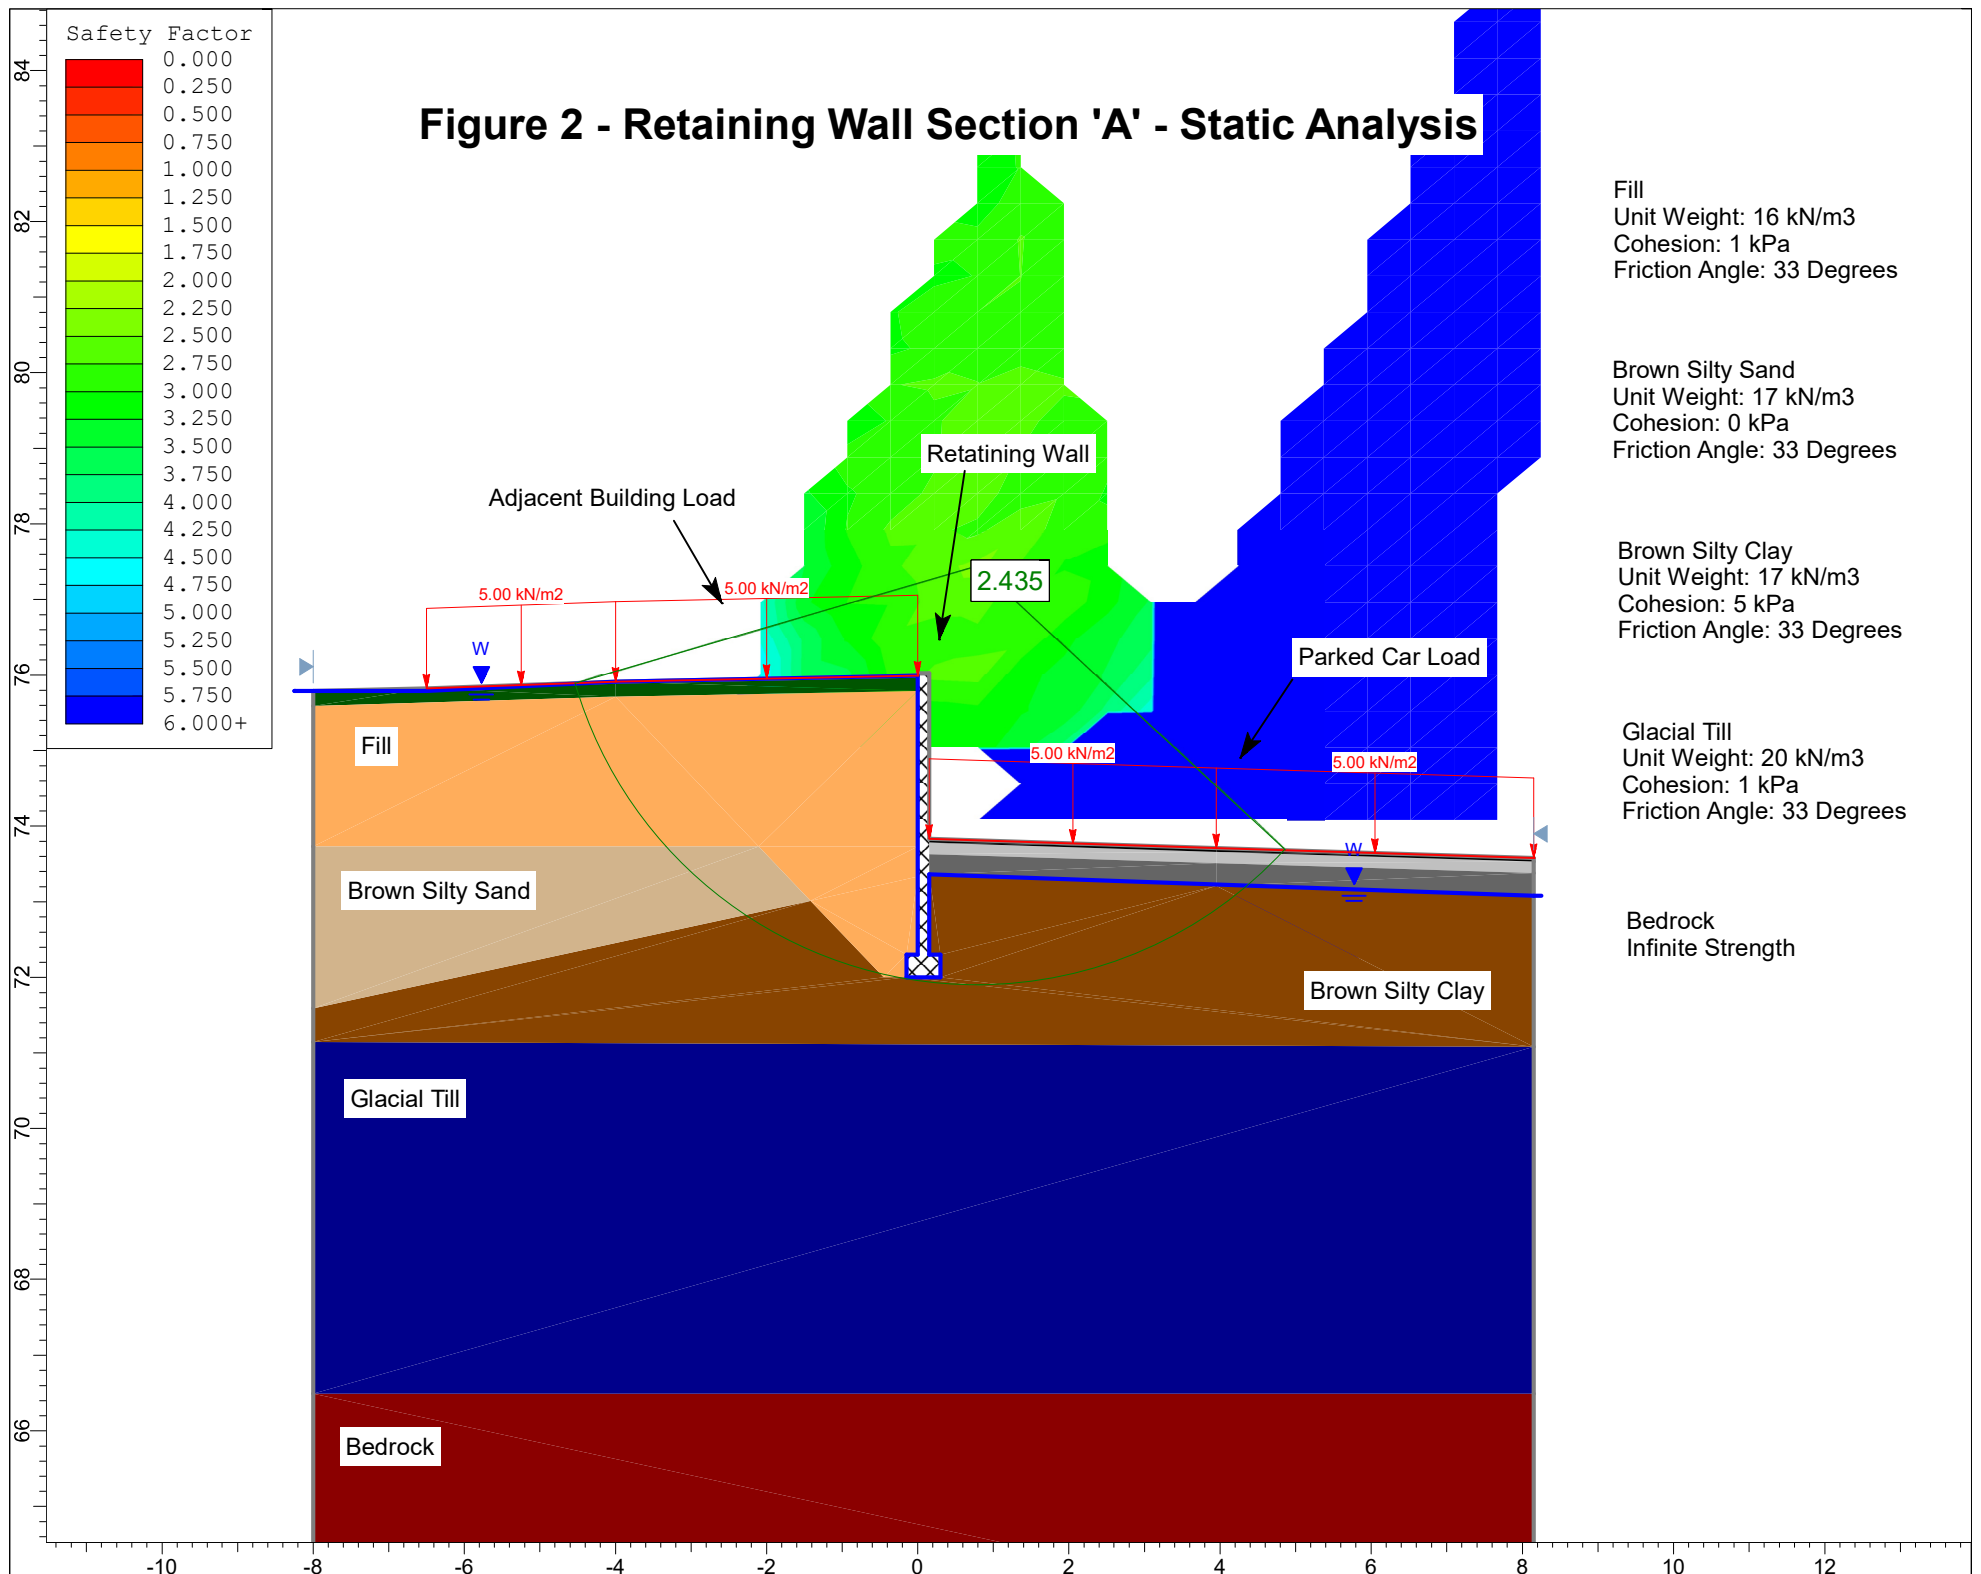 Safety Factor
0.000
0.250
0.500
0.750
1.000
1.250
1.500
1.750
2.000
2.250
2.500
2.750
3.000
3.250
3.500
3.750
4.000
4.250
4.500
4.750
5.000
5.250
5.500
5.750
6.000+
Figure 2 - Retaining Wall Section 'A' - Static Analysis
Fill
Unit Weight: 16 kN/m3
Cohesion: 1 kPa
Friction Angle: 33 Degrees
Brown Silty Sand
Unit Weight: 17 kN/m3
Cohesion: 0 kPa
Friction Angle: 33 Degrees
Brown Silty Clay
Unit Weight: 17 kN/m3
Cohesion: 5 kPa
Friction Angle: 33 Degrees
Glacial Till
Unit Weight: 20 kN/m3
Cohesion: 1 kPa
Friction Angle: 33 Degrees
Bedrock
Infinite Strength
Retatining Wall
Adjacent Building Load
2.435
5.00 kN/m2
5.00 kN/m2
W
Parked Car Load
5.00 kN/m2
5.00 kN/m2
W
Fill
Brown Silty Sand
Brown Silty Clay
Glacial Till
Bedrock
84
82
80
78
76
74
72
70
68
66
-10
-8
-6
-4
-2
0
2
4
6
8
10
12